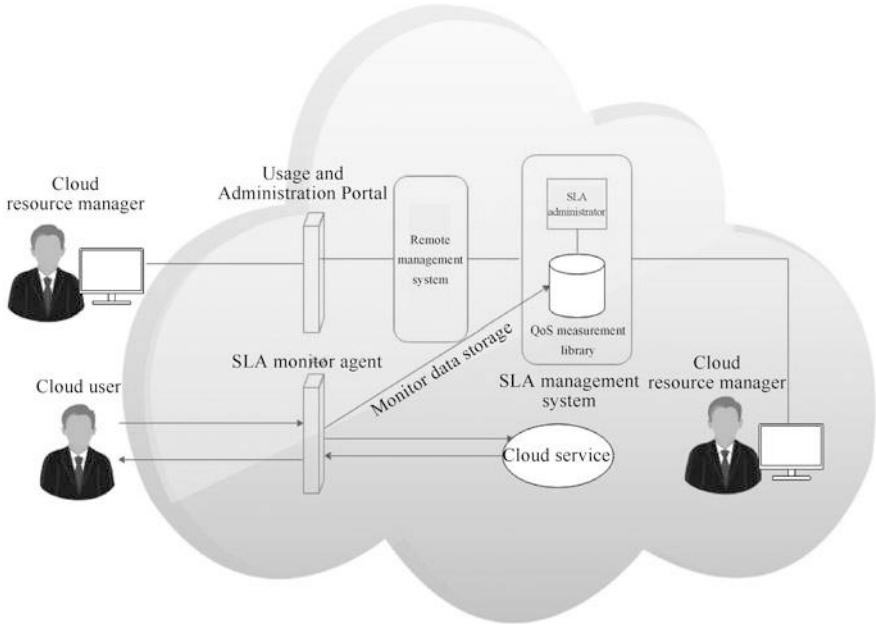 Usage and
Administration Portal
Cloud
resource manager
SLA
administrator
Remote
management
system
QoS measurement
library
SLA monitor agent
Monitor data storage
SLA management
system
Cloud
resource manager
Cloud user
Cloud service